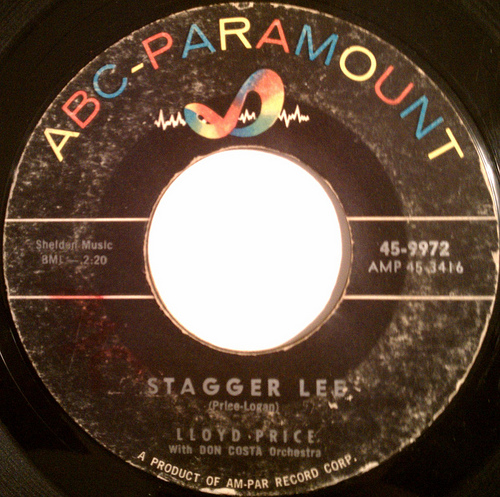 ABC-PARAMOUNT
Sheldon Music
BMI — 2:20
45-9972
AMP 45-3416
STAGGER LEE
(Price-Logan)
LLOYD PRICE
with DON COSTA Orchestra
A PRODUCT OF AM-PAR RECORD CORP.